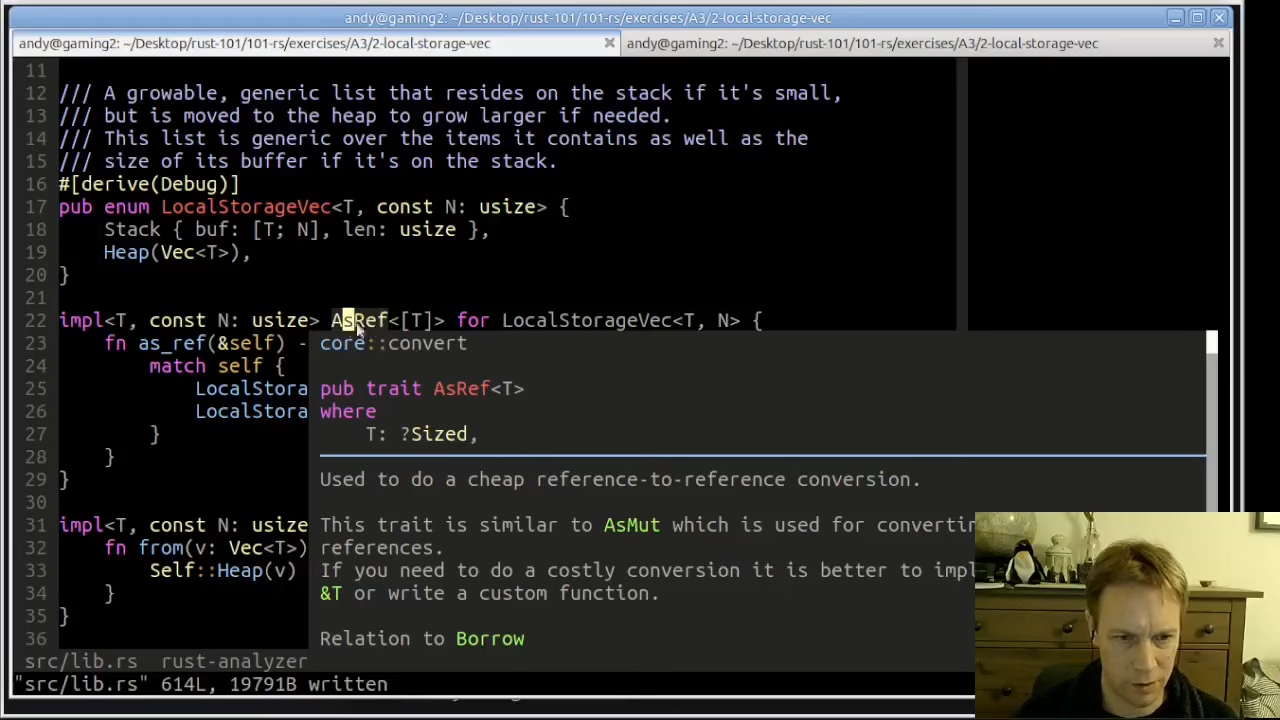 andy@gaming2: ~/Desktop/rust-101/101-rs/exercises/A3/2-local-storage-vec
andy@gaming2: ~/Desktop/rust-101/101-rs/exercises/A3/2-local-storage-vec
andy@gaming2: ~/Desktop/rust-101/101-rs/exercises/A3/2-local-storage-vec
11
12 /// A growable, generic list that resides on the stack if it's small,
13 /// but is moved to the heap to grow larger if needed.
14 /// This list is generic over the items it contains as well as the
15 /// size of its buffer if it's on the stack.
16 #[derive(Debug)]
17 pub enum LocalStorageVec<T, const N: usize> {
18 Stack { buf: [T; N], len: usize },
19 Heap(Vec<T>),
20 }
21
22 impl<T, const N: usize> AsRef<[T]> for LocalStorageVec<T, N> {
23 fn as_ref(&self) -
24 match self {
25 LocalStora
26 LocalStora
27 }
28 }
29 }
30
31 impl<T, const N: usize
32 fn from(v: Vec<T>)
33 Self::Heap(v)
34 }
35 }
36
core::convert
pub trait AsRef<T>
where
T: ?Sized,
Used to do a cheap reference-to-reference conversion.
This trait is similar to AsMut which is used for convertin
references.
If you need to do a costly conversion it is better to impl
&T or write a custom function.
Relation to Borrow
src/lib.rs rust-analyzer
"src/lib.rs" 614L, 19791B written